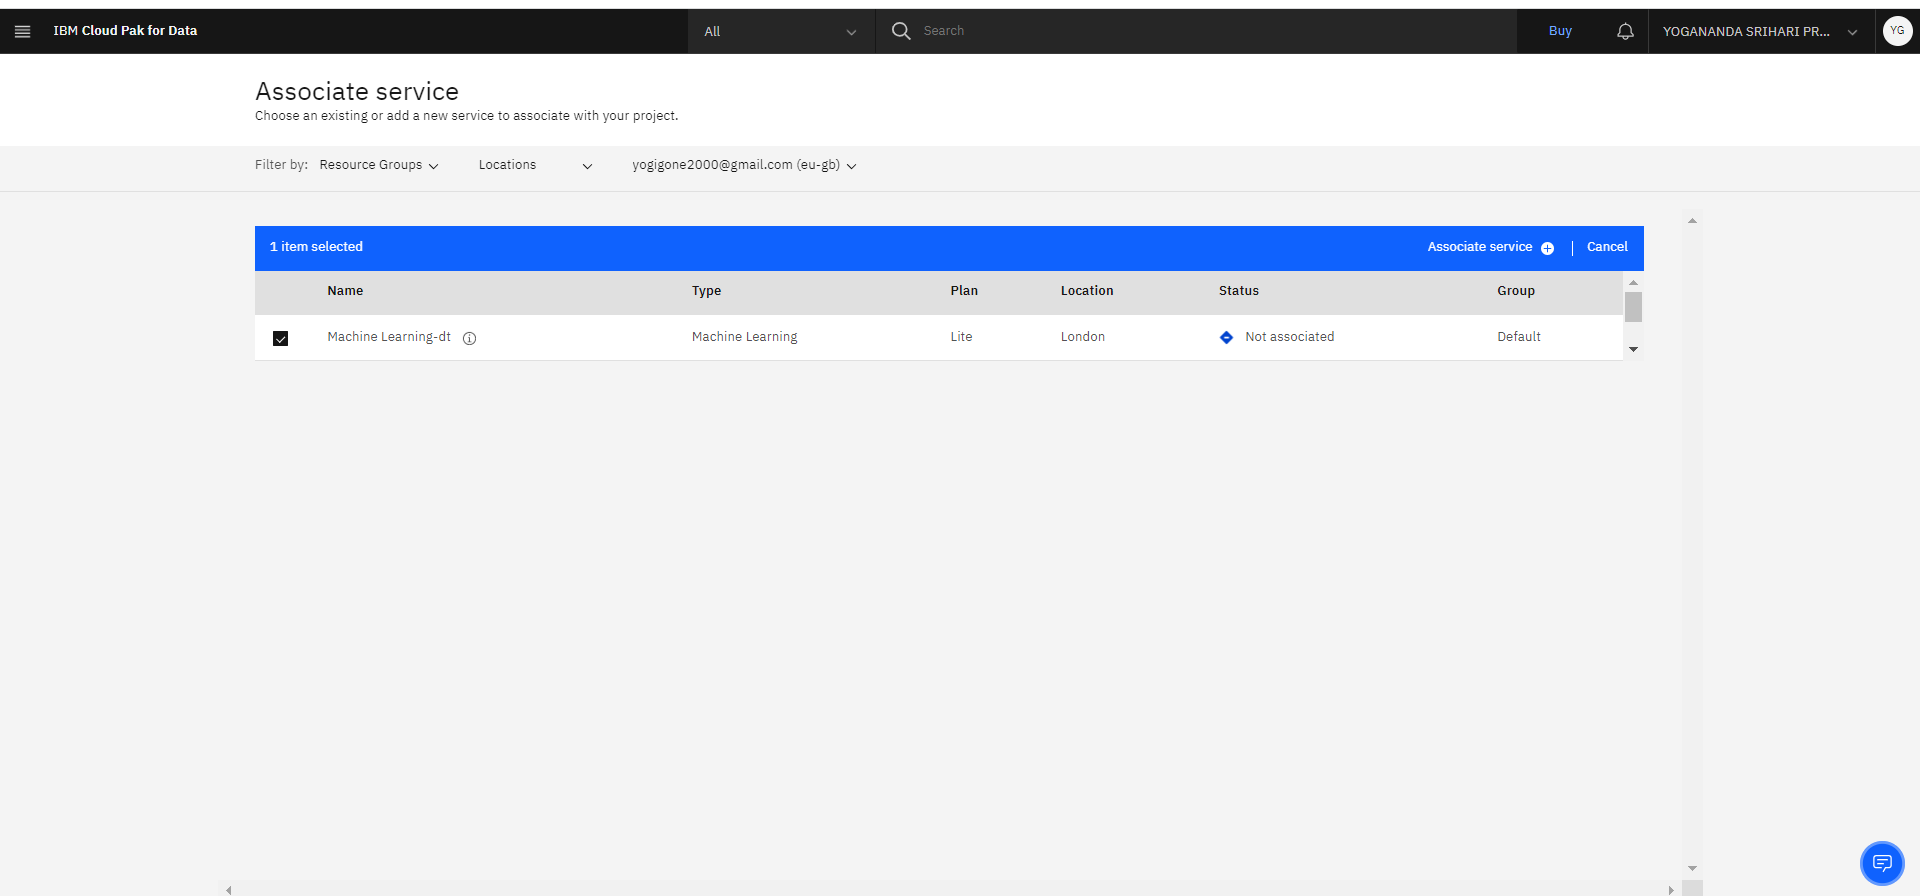 IBM Cloud Pak for Data
All
Search
Buy
YOGANANDA SRIHARI PR...
YG
Associate service
Choose an existing or add a new service to associate with your project.
Filter by: Resource Groups Locations yogigone2000@gmail.com (eu-gb)
1 item selected
Associate service | Cancel
Name Type Plan Location Status Group
Machine Learning-dt Machine Learning Lite London Not associated Default